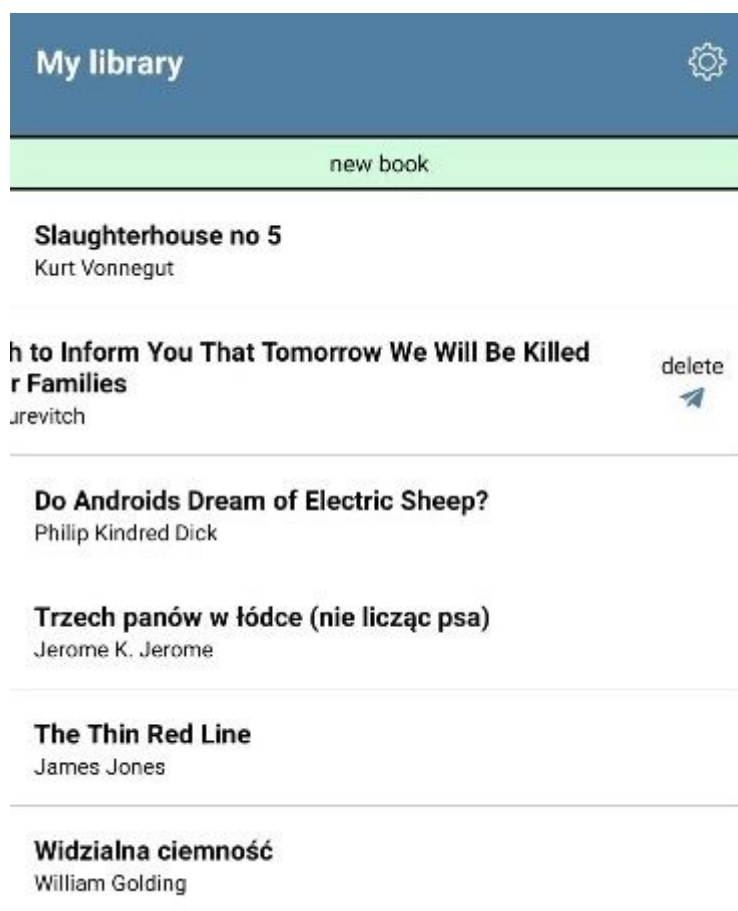 My library
new book
Slaughterhouse no 5
Kurt Vonnegut
h to Inform You That Tomorrow We Will Be Killed
r Families
urevitch
delete
Do Androids Dream of Electric Sheep?
Philip Kindred Dick
Trzech panów w łódce (nie licząc psa)
Jerome K. Jerome
The Thin Red Line
James Jones
Widzialna ciemność
William Golding